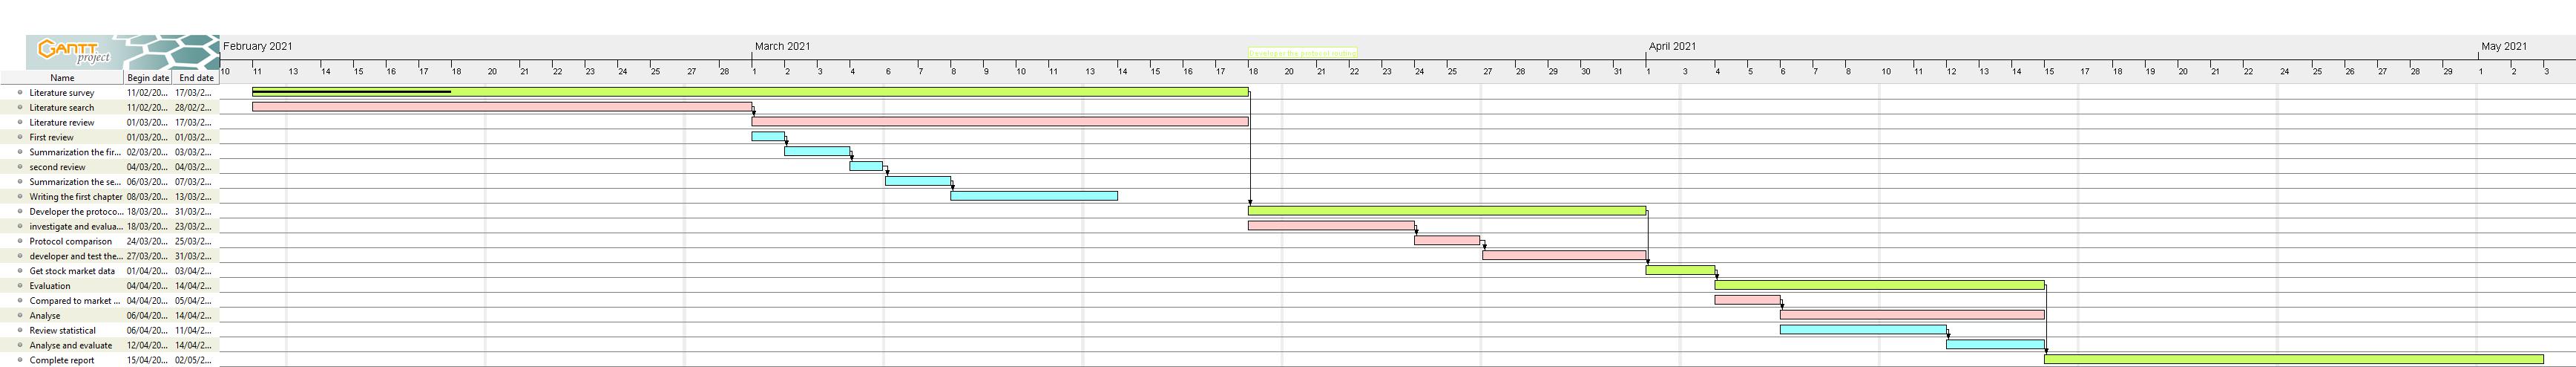 GANTT project
February 2021 March 2021 April 2021 May 2021
Developer the protocol routing
Name Begin date End date
10 11 13 14 16 17 18 20 21 23 24 25 27 28 1 2 3 4 6 7 8 9 10 11 13 14 15 16 17 18 20 21 22 23 24 25 27 28 29 30 31 1 3 4 5 6 7 8 10 11 12 13 14 15 17 18 19 20 21 22 24 25 26 27 28 29 1 2 3
Literature survey 11/02/20... 17/03/2...
Literature search 11/02/20... 28/02/2...
Literature review 01/03/20... 17/03/2...
First review 01/03/20... 01/03/2...
Summarization the fir... 02/03/20... 03/03/2...
second review 04/03/20... 04/03/2...
Summarization the se... 06/03/20... 07/03/2...
Writing the first chapter 08/03/20... 13/03/2...
Developer the protoco... 18/03/20... 31/03/2...
investigate and evalua... 18/03/20... 23/03/2...
Protocol comparison 24/03/20... 25/03/2...
developer and test the... 27/03/20... 31/03/2...
Get stock market data 01/04/20... 03/04/2...
Evaluation 04/04/20... 14/04/2...
Compared to market ... 04/04/20... 05/04/2...
Analyse 06/04/20... 14/04/2...
Review statistical 06/04/20... 11/04/2...
Analyse and evaluate 12/04/20... 14/04/2...
Complete report 15/04/20... 02/05/2...